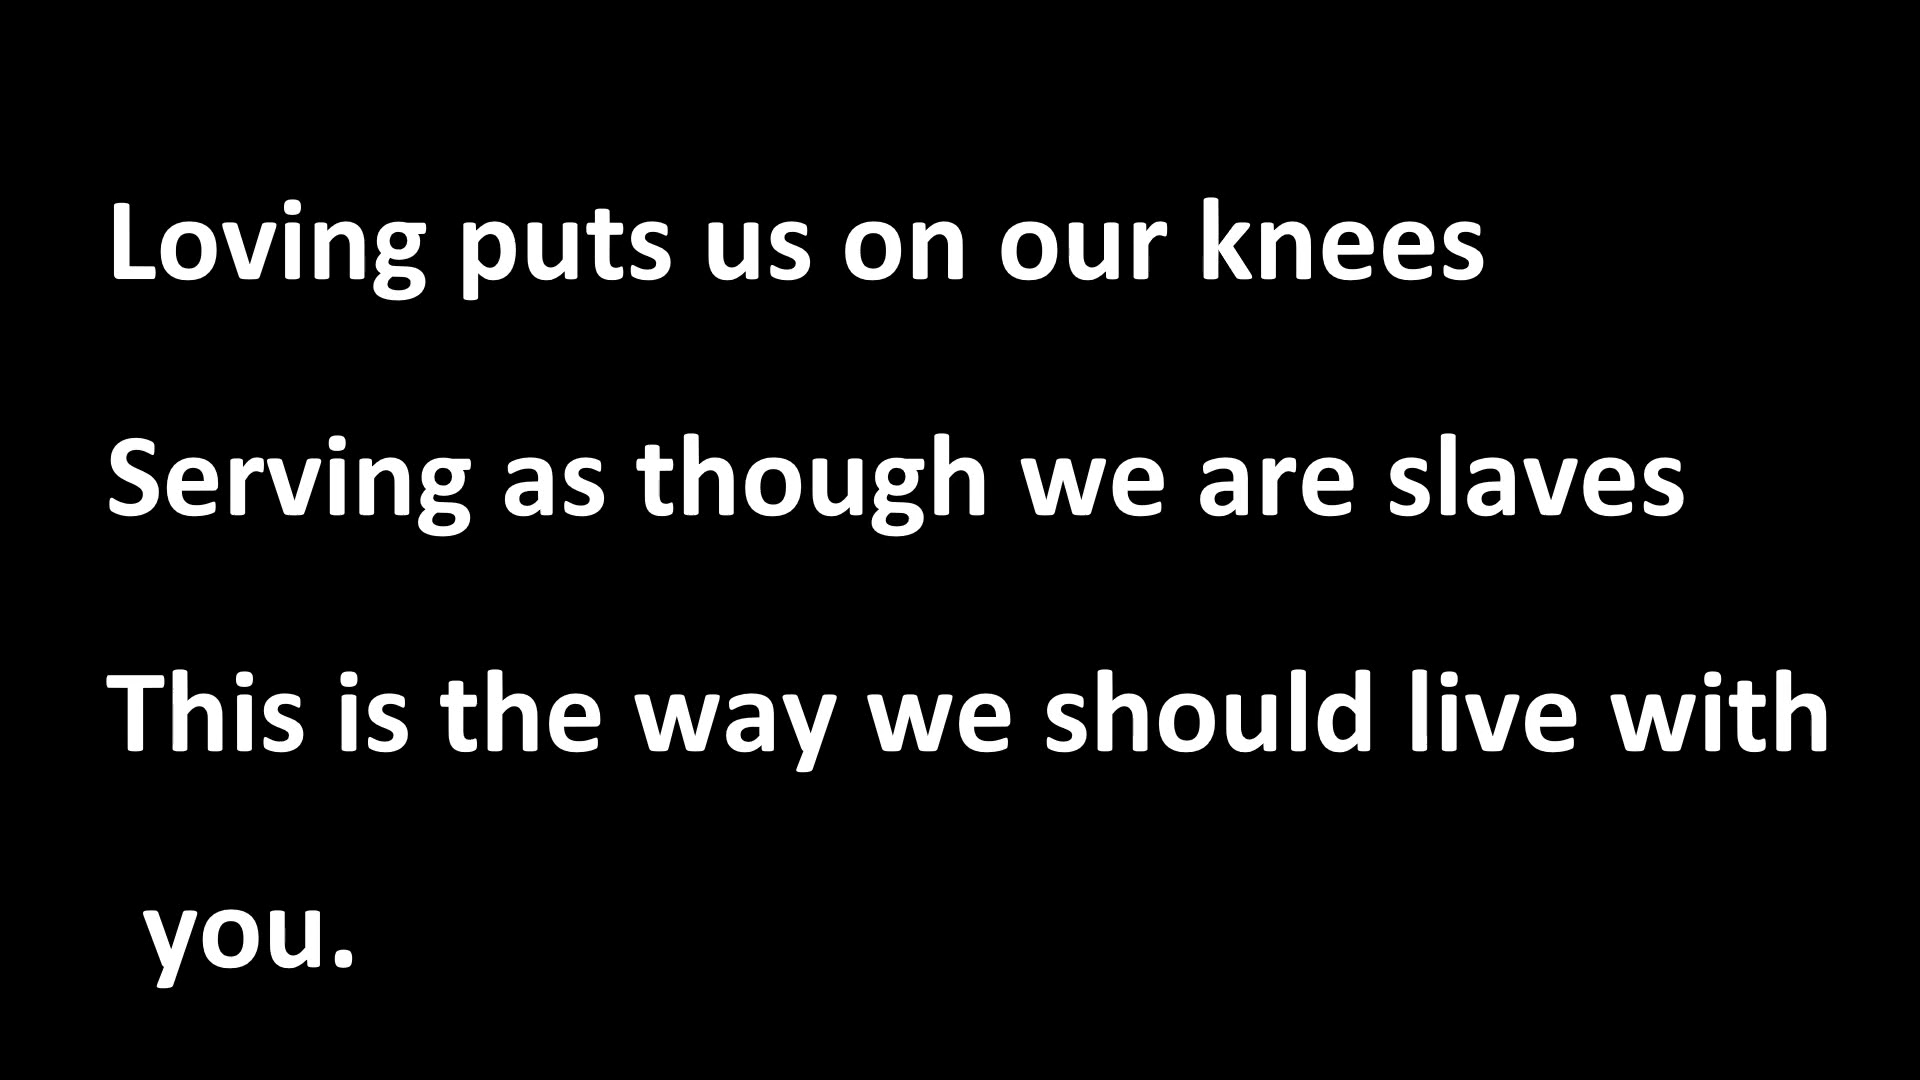 Loving puts us on our knees
Serving as though we are slaves
This is the way we should live with
you.